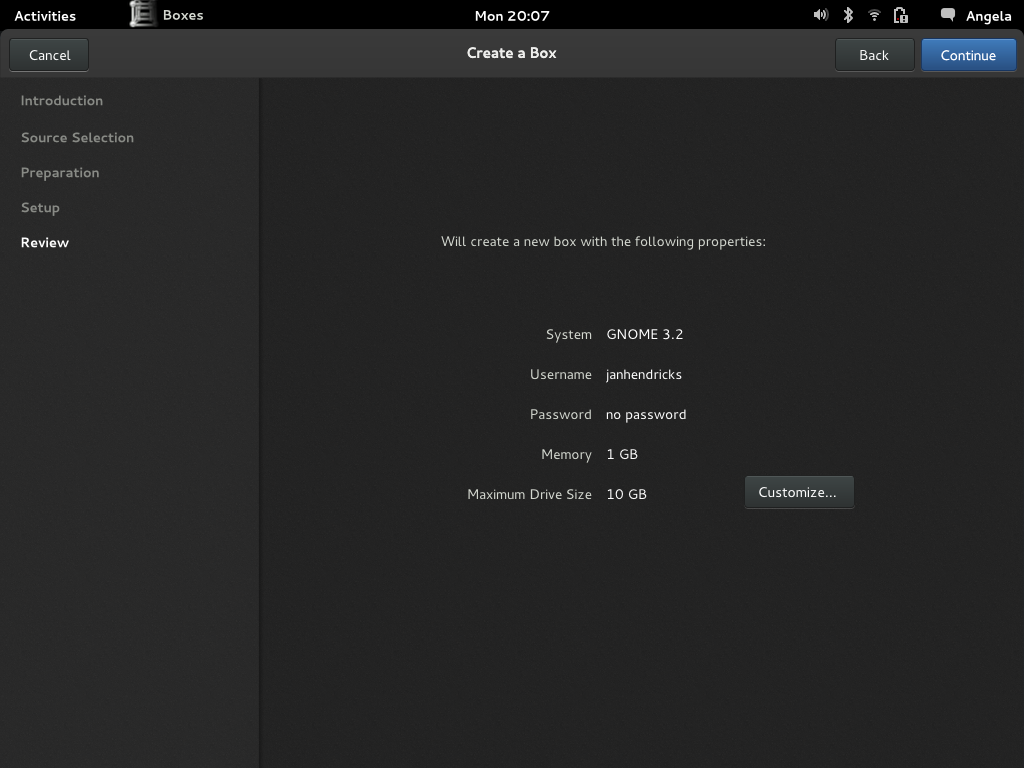 Activities Boxes Mon 20:07 Angela
Cancel Create a Box Back Continue
Introduction
Source Selection
Preparation
Setup
Review
Will create a new box with the following properties:
System GNOME 3.2
Username janhendricks
Password no password
Memory 1 GB
Maximum Drive Size 10 GB Customize...